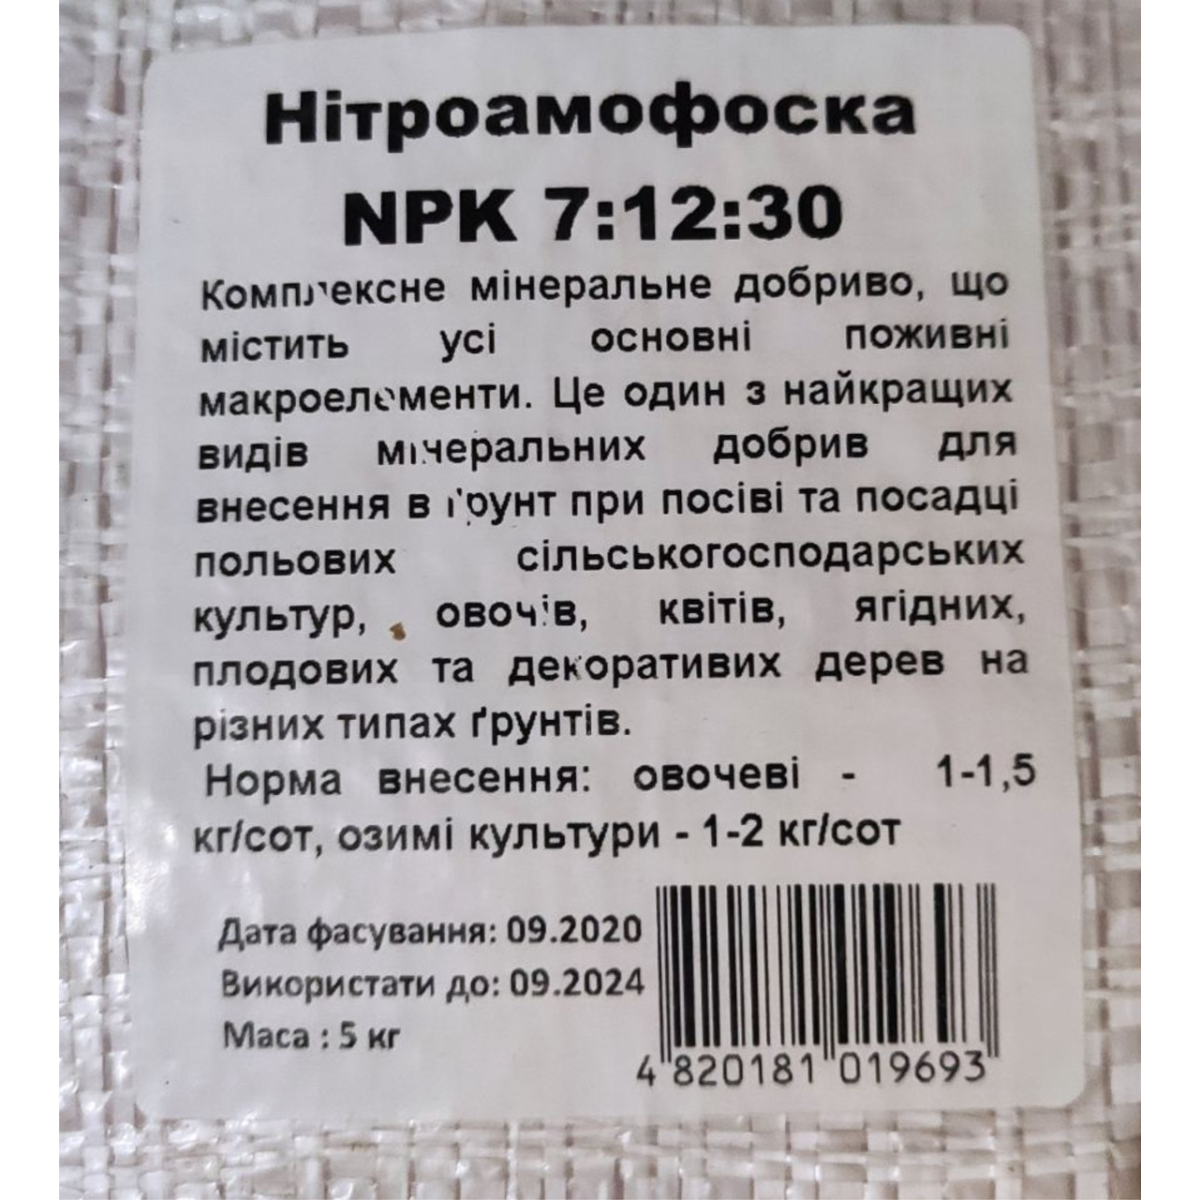 Нітроамофоска
NPK 7:12:30
Комплексне мінеральне добриво, що
містить усі основні поживні
макроелементи. Це один з найкращих
видів мінеральних добрив для
внесення в ґрунт при посіві та посадці
польових сільськогосподарських
культур, овочів, квітів, ягідних,
плодових та декоративих дерев на
різних типах ґрунтів.
Норма внесення: овочеві - 1-1,5
кг/сот, озимі культури - 1-2 кг/сот
Дата фасування: 09.2020
Використати до: 09.2024
Маса : 5 кг
4 820181 019693